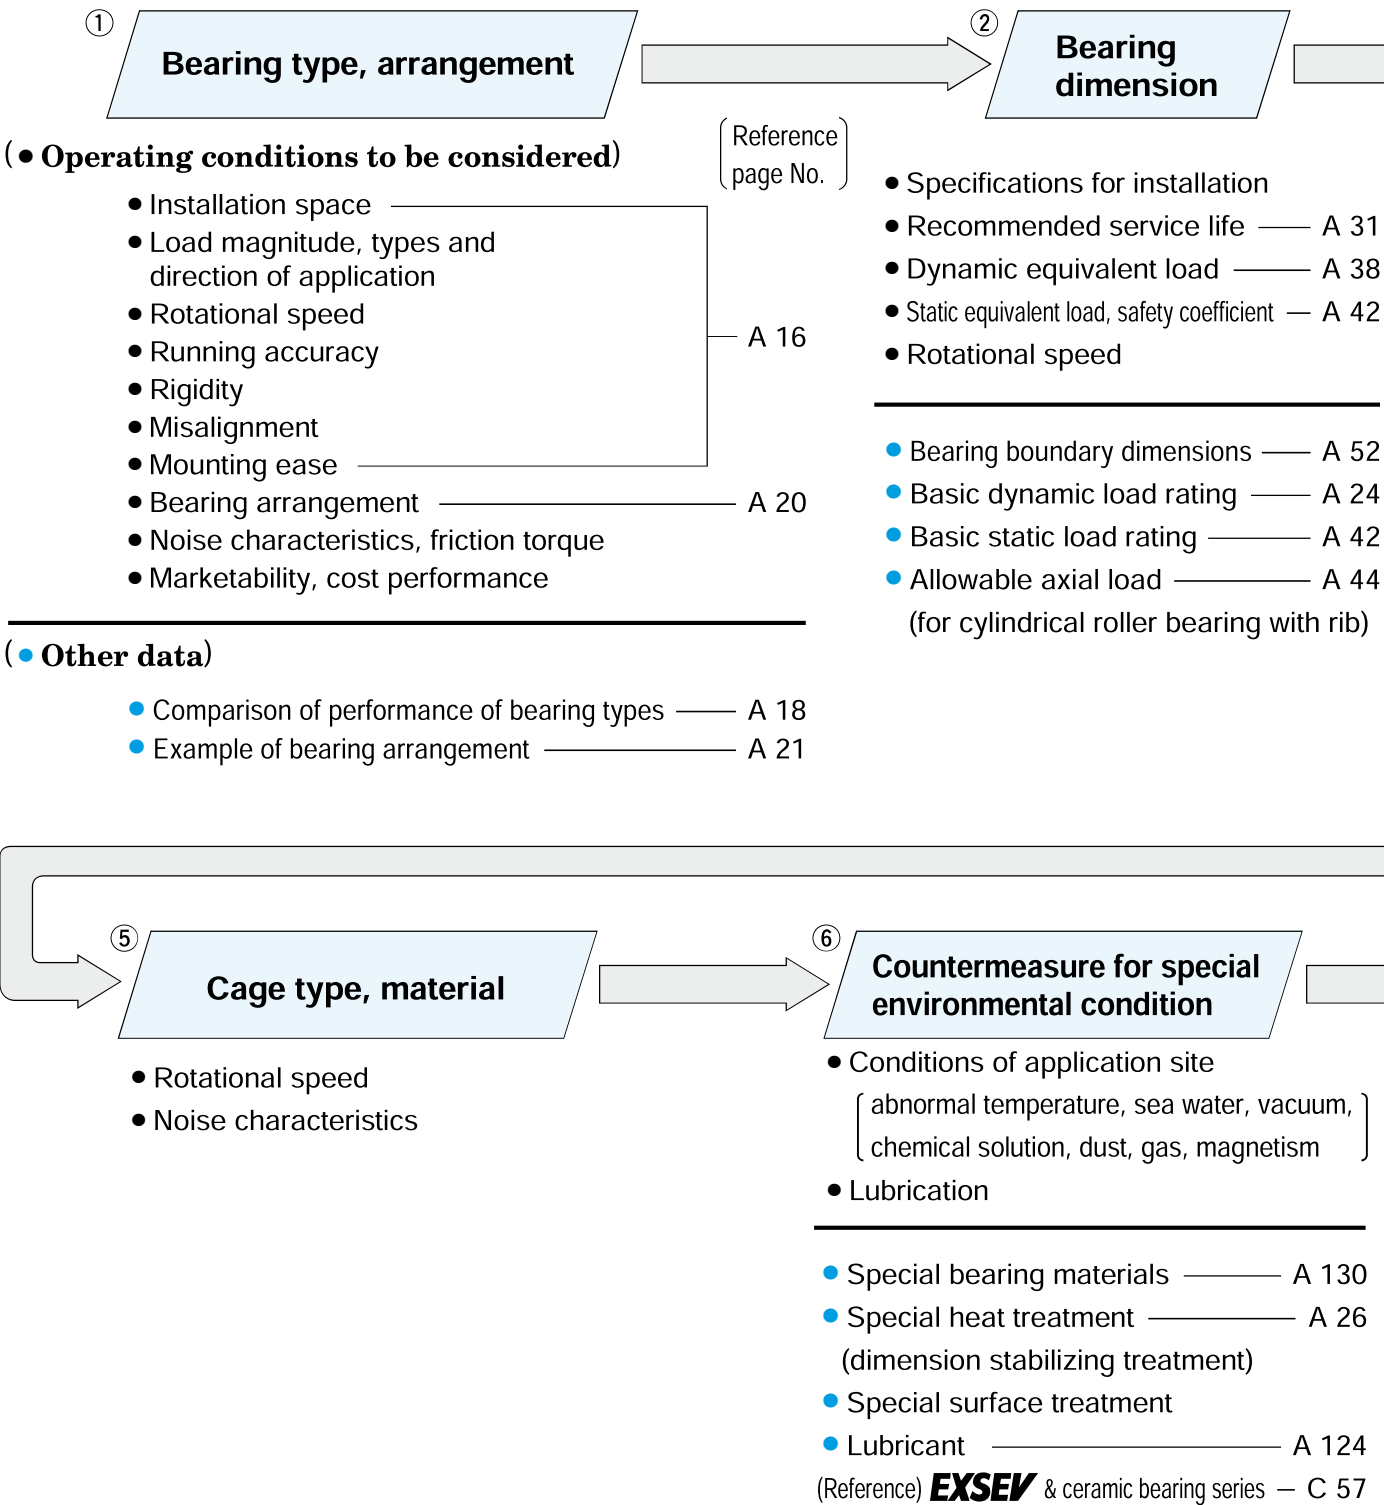 ① Bearing type, arrangement
(● Operating conditions to be considered)
Reference
page No.
● Installation space
● Load magnitude, types and
direction of application
● Rotational speed
● Running accuracy
● Rigidity
● Misalignment
● Mounting ease
A 16
● Bearing arrangement A 20
● Noise characteristics, friction torque
● Marketability, cost performance
(● Other data)
● Comparison of performance of bearing types A 18
● Example of bearing arrangement A 21
② Bearing
dimension
● Specifications for installation
● Recommended service life A 31
● Dynamic equivalent load A 38
● Static equivalent load, safety coefficient A 42
● Rotational speed
● Bearing boundary dimensions A 52
● Basic dynamic load rating A 24
● Basic static load rating A 42
● Allowable axial load A 44
(for cylindrical roller bearing with rib)
⑤ Cage type, material
● Rotational speed
● Noise characteristics
⑥ Countermeasure for special
environmental condition
● Conditions of application site
abnormal temperature, sea water, vacuum,
chemical solution, dust, gas, magnetism
● Lubrication
● Special bearing materials A 130
● Special heat treatment A 26
(dimension stabilizing treatment)
● Special surface treatment
● Lubricant A 124
(Reference) EXSEV & ceramic bearing series C 57